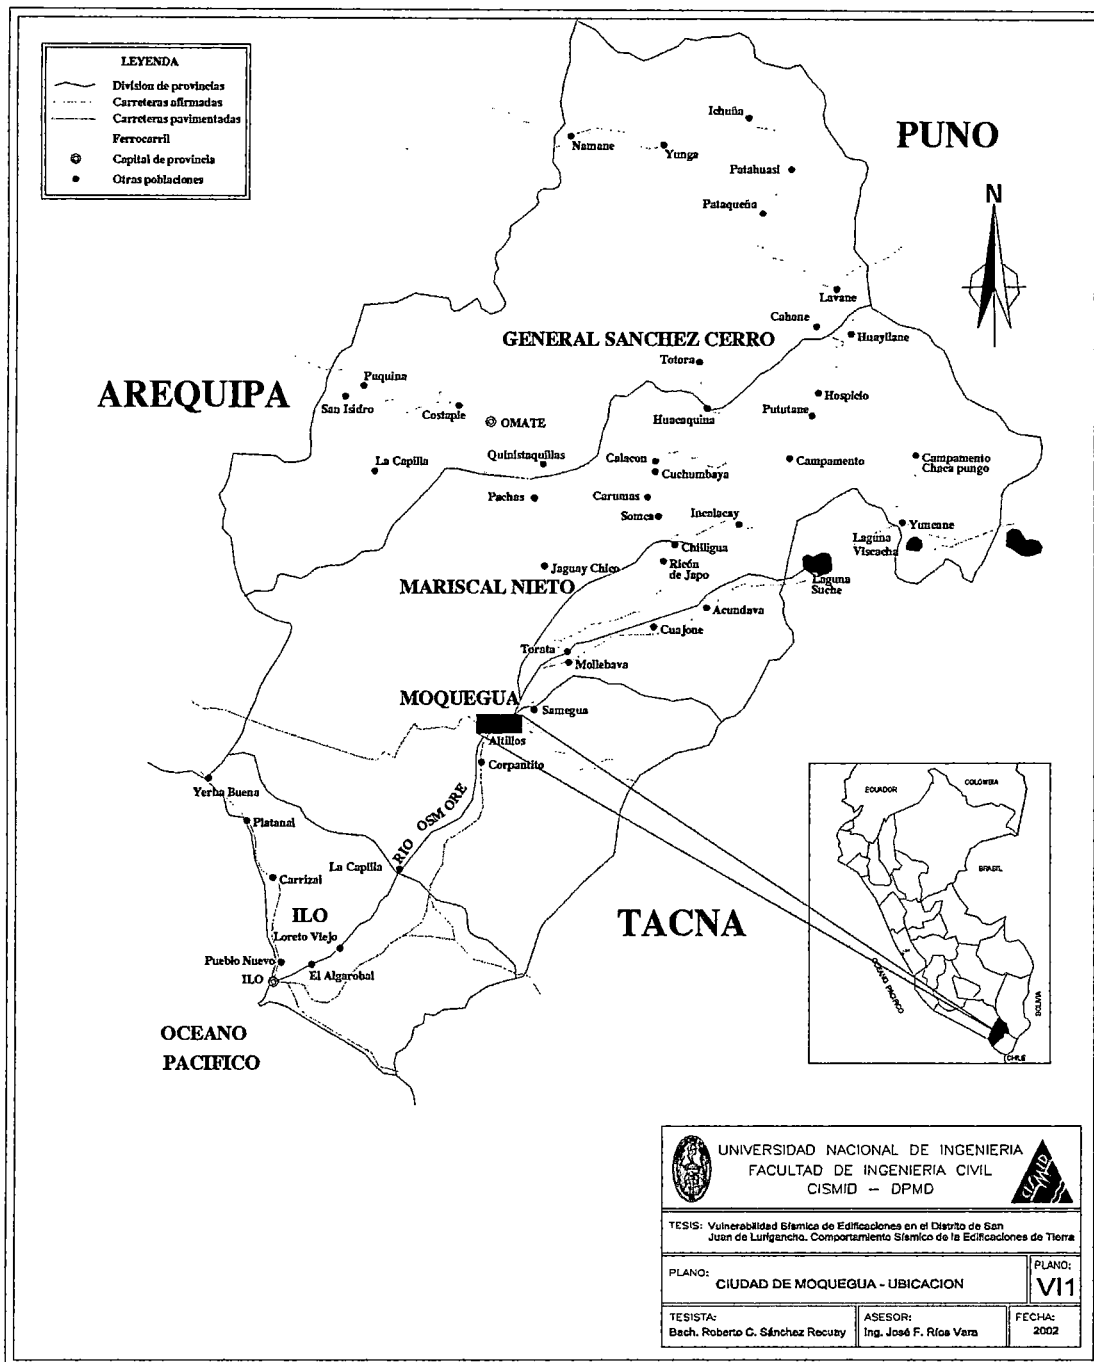 LEYENDA
Division de provincias
Carreteras afirmadas
Carreteras pavimentadas
Ferrocarril
Capital de provincia
Otras poblaciones
PUNO
N
Ichuña
Namane
Yunga
Patahuasi
Pataqueña
Lavane
Cahane
Huayllane
GENERAL SANCHEZ CERRO
Totora
AREQUIPA
Puquina
San Isidro
Costaple
OMATE
Huacaquina
Hospicio
Pututane
Quinistaquillas
La Capilla
Calacon
Cuchumbaya
Campamento
Campamento
Chaca pungo
Pachas
Carumas
Somca
Incalacay
Yuncane
Laguna
Viscacha
Chiligua
Ricón
de Japo
Jaguay Chico
MARISCAL NIETO
Laguna
Suche
Acundava
Cuajone
Torata
Mollebava
MOQUEGUA
Samegua
Altillos
Corpantito
Yerba Buena
Platanal
RIO OSMORE
La Capilla
Carrizal
ILO
Loreto Viejo
Pueblo Nuevo
El Algarobal
ILO
TACNA
OCEANO
PACIFICO
ECUADOR
COLOMBIA
BRASIL
OCEANO PACIFICO
BOLIVIA
CHILE
UNIVERSIDAD NACIONAL DE INGENIERIA
FACULTAD DE INGENIERIA CIVIL
CISMID - DPMD
CISMID
TESIS: Vulnerabilidad Sísmica de Edificaciones en el Distrito de San
Juan de Lurigancho. Comportamiento Sísmico de la Edificaciones de Tierra
PLANO:
CIUDAD DE MOQUEGUA - UBICACION
PLANO:
VI1
TESISTA:
Bach. Roberto C. Sánchez Recuay
ASESOR:
Ing. José F. Ríos Vara
FECHA:
2002